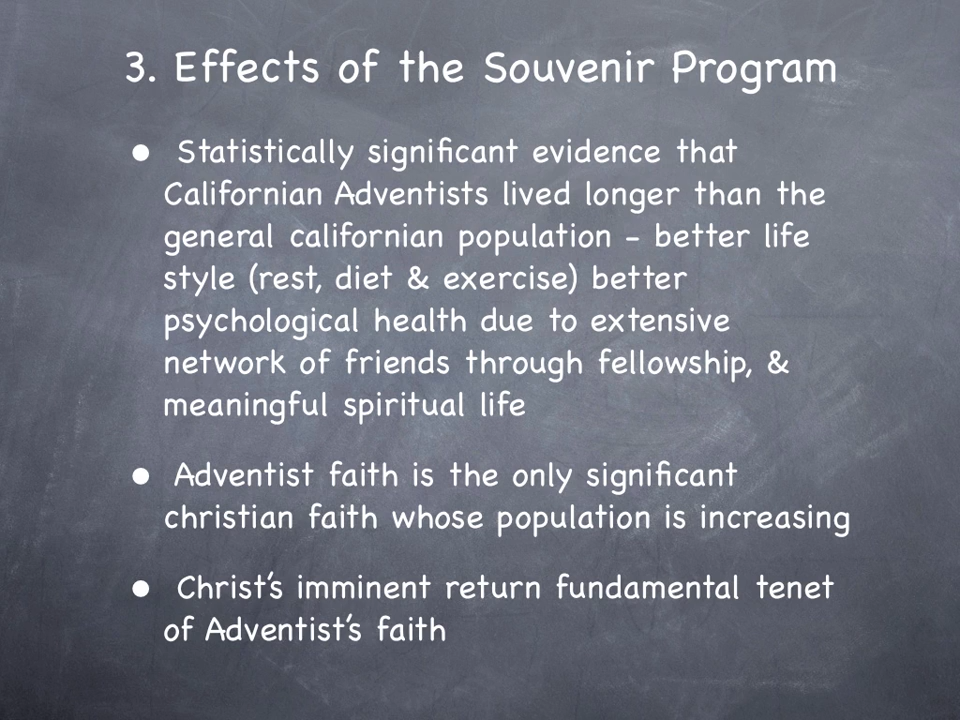 3. Effects of the Souvenir Program
• Statistically significant evidence that
Californian Adventists lived longer than the
general californian population - better life
style (rest, diet & exercise) better
psychological health due to extensive
network of friends through fellowship, &
meaningful spiritual life
• Adventist faith is the only significant
christian faith whose population is increasing
• Christ's imminent return fundamental tenet
of Adventist's faith